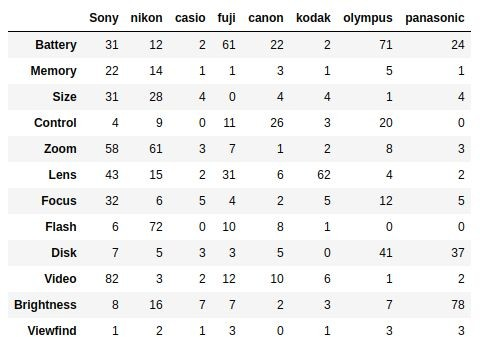 Sony nikon casio fuji canon kodak olympus panasonic
Battery 31 12 2 61 22 2 71 24
Memory 22 14 1 1 3 1 5 1
Size 31 28 4 0 4 4 1 4
Control 4 9 0 11 26 3 20 0
Zoom 58 61 3 7 1 2 8 3
Lens 43 15 2 31 6 62 4 2
Focus 32 6 5 4 2 5 12 5
Flash 6 72 0 10 8 1 0 0
Disk 7 5 3 3 5 0 41 37
Video 82 3 2 12 10 6 1 2
Brightness 8 16 7 7 2 3 7 78
Viewfind 1 2 1 3 0 1 3 3